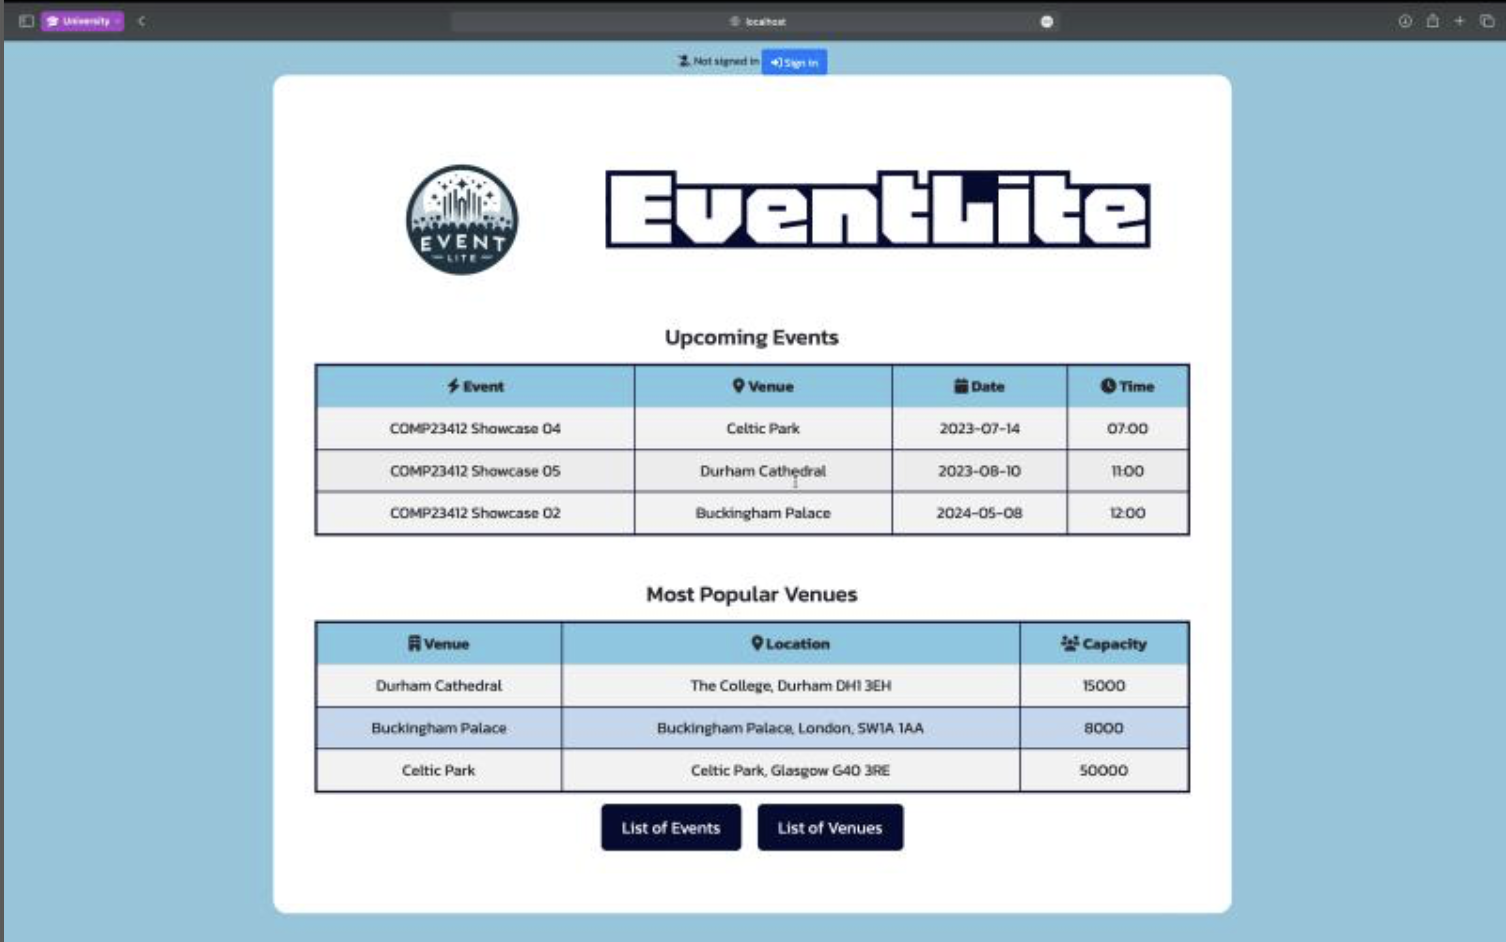 University
localhost
Not signed in Sign in
EVENT
LITE
EventLite
Upcoming Events
Event Venue Date Time
COMP23412 Showcase 04 Celtic Park 2023-07-14 07:00
COMP23412 Showcase 05 Durham Cathedral 2023-08-10 11:00
COMP23412 Showcase 02 Buckingham Palace 2024-05-08 12:00
Most Popular Venues
Venue Location Capacity
Durham Cathedral The College, Durham DH1 3EH 15000
Buckingham Palace Buckingham Palace, London, SW1A 1AA 8000
Celtic Park Celtic Park, Glasgow G40 3RE 50000
List of Events List of Venues